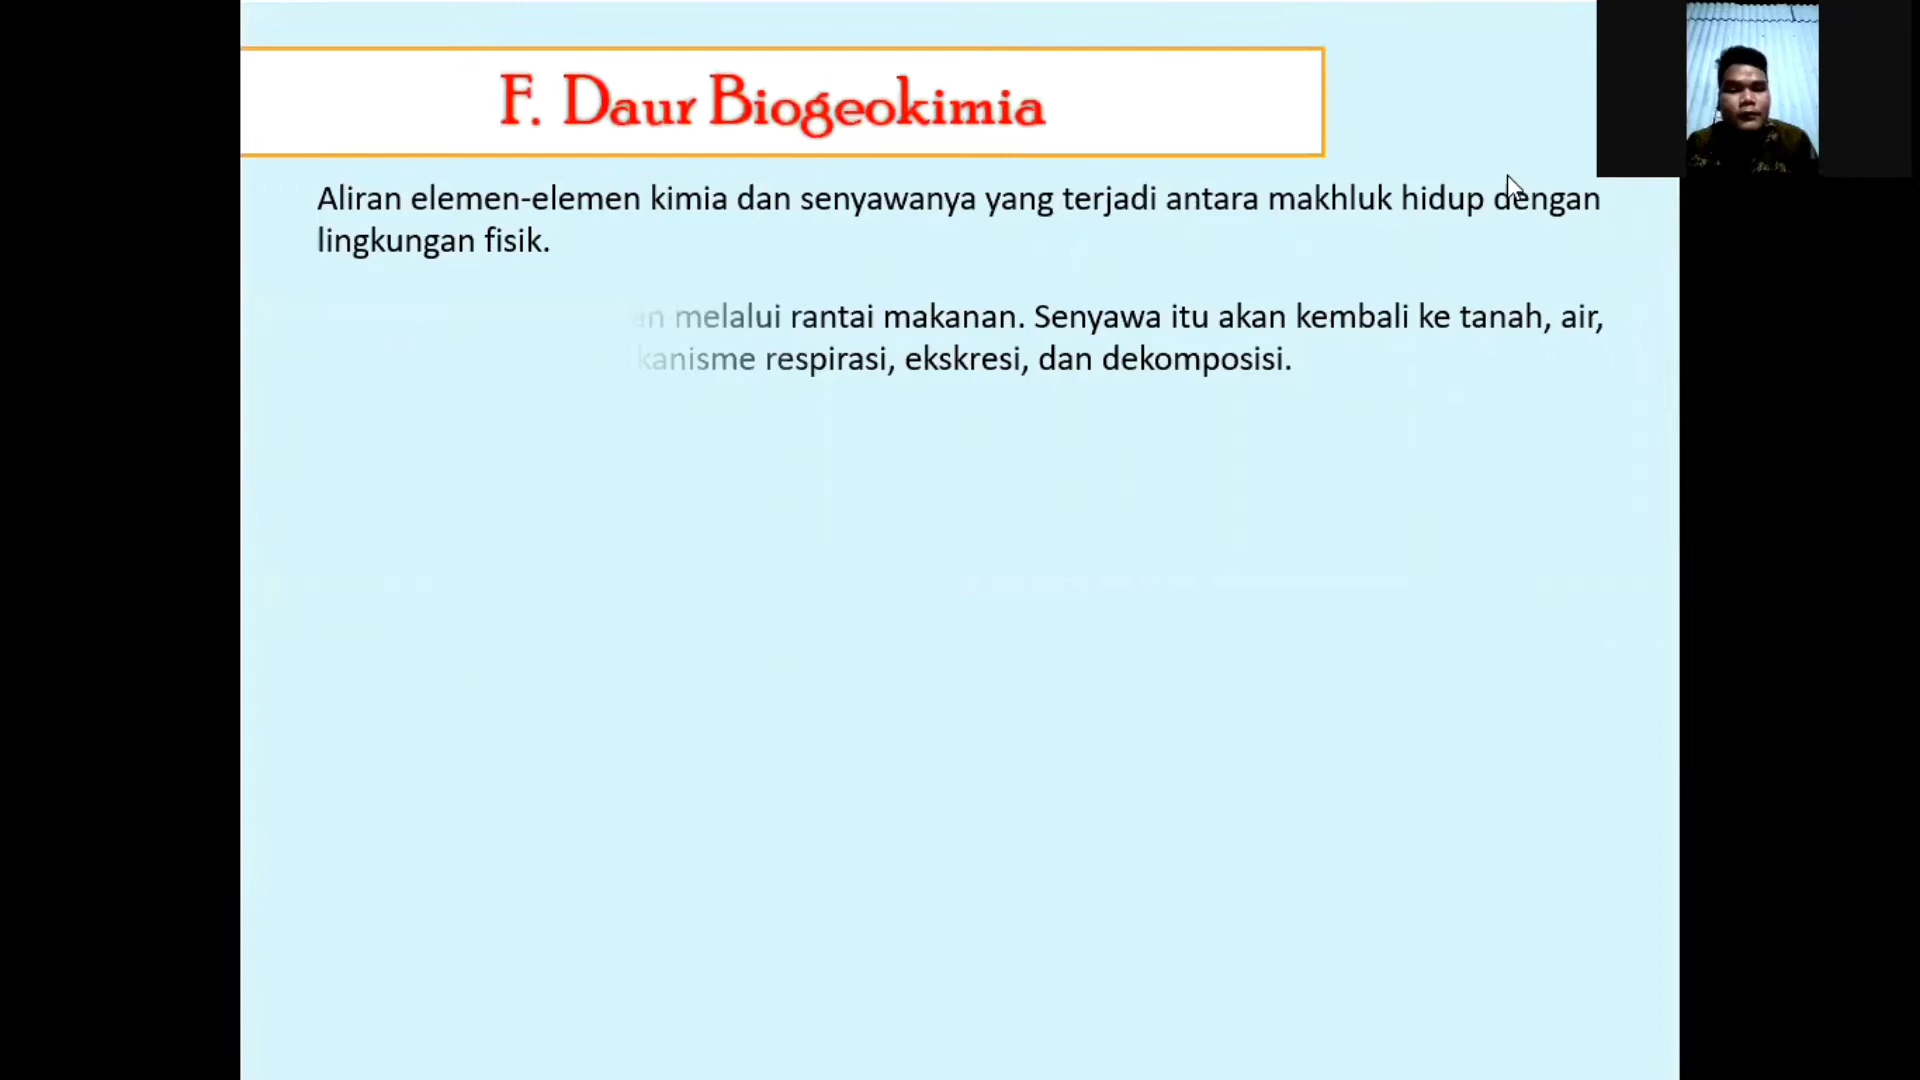 F. Daur Biogeokimia
Aliran elemen-elemen kimia dan senyawanya yang terjadi antara makhluk hidup dengan
lingkungan fisik.
melalui rantai makanan. Senyawa itu akan kembali ke tanah, air,
respirasi, ekskresi, dan dekomposisi.